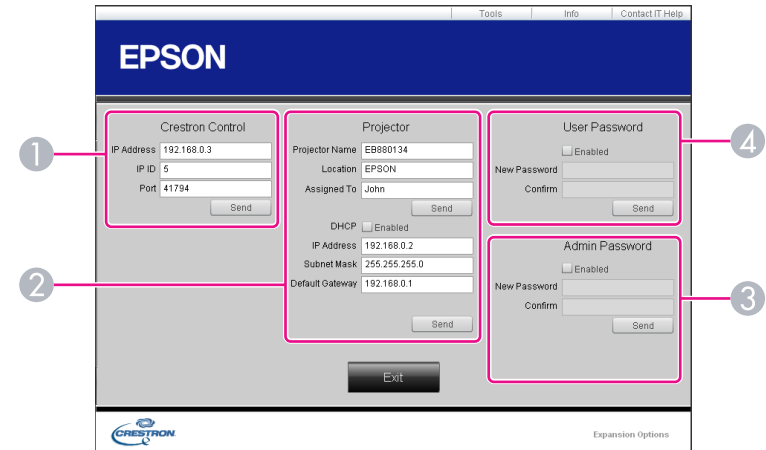 Tools Info Contact IT Help
EPSON
1
Crestron Control
IP Address 192.168.0.3
IP ID 5
Port 41794
Send
2
Projector
Projector Name EB880134
Location EPSON
Assigned To John
Send
DHCP Enabled
IP Address 192.168.0.2
Subnet Mask 255.255.255.0
Default Gateway 192.168.0.1
Send
User Password
Enabled
New Password
Confirm
Send
4
Admin Password
Enabled
New Password
Confirm
Send
3
Exit
CRESTRON
Expansion Options